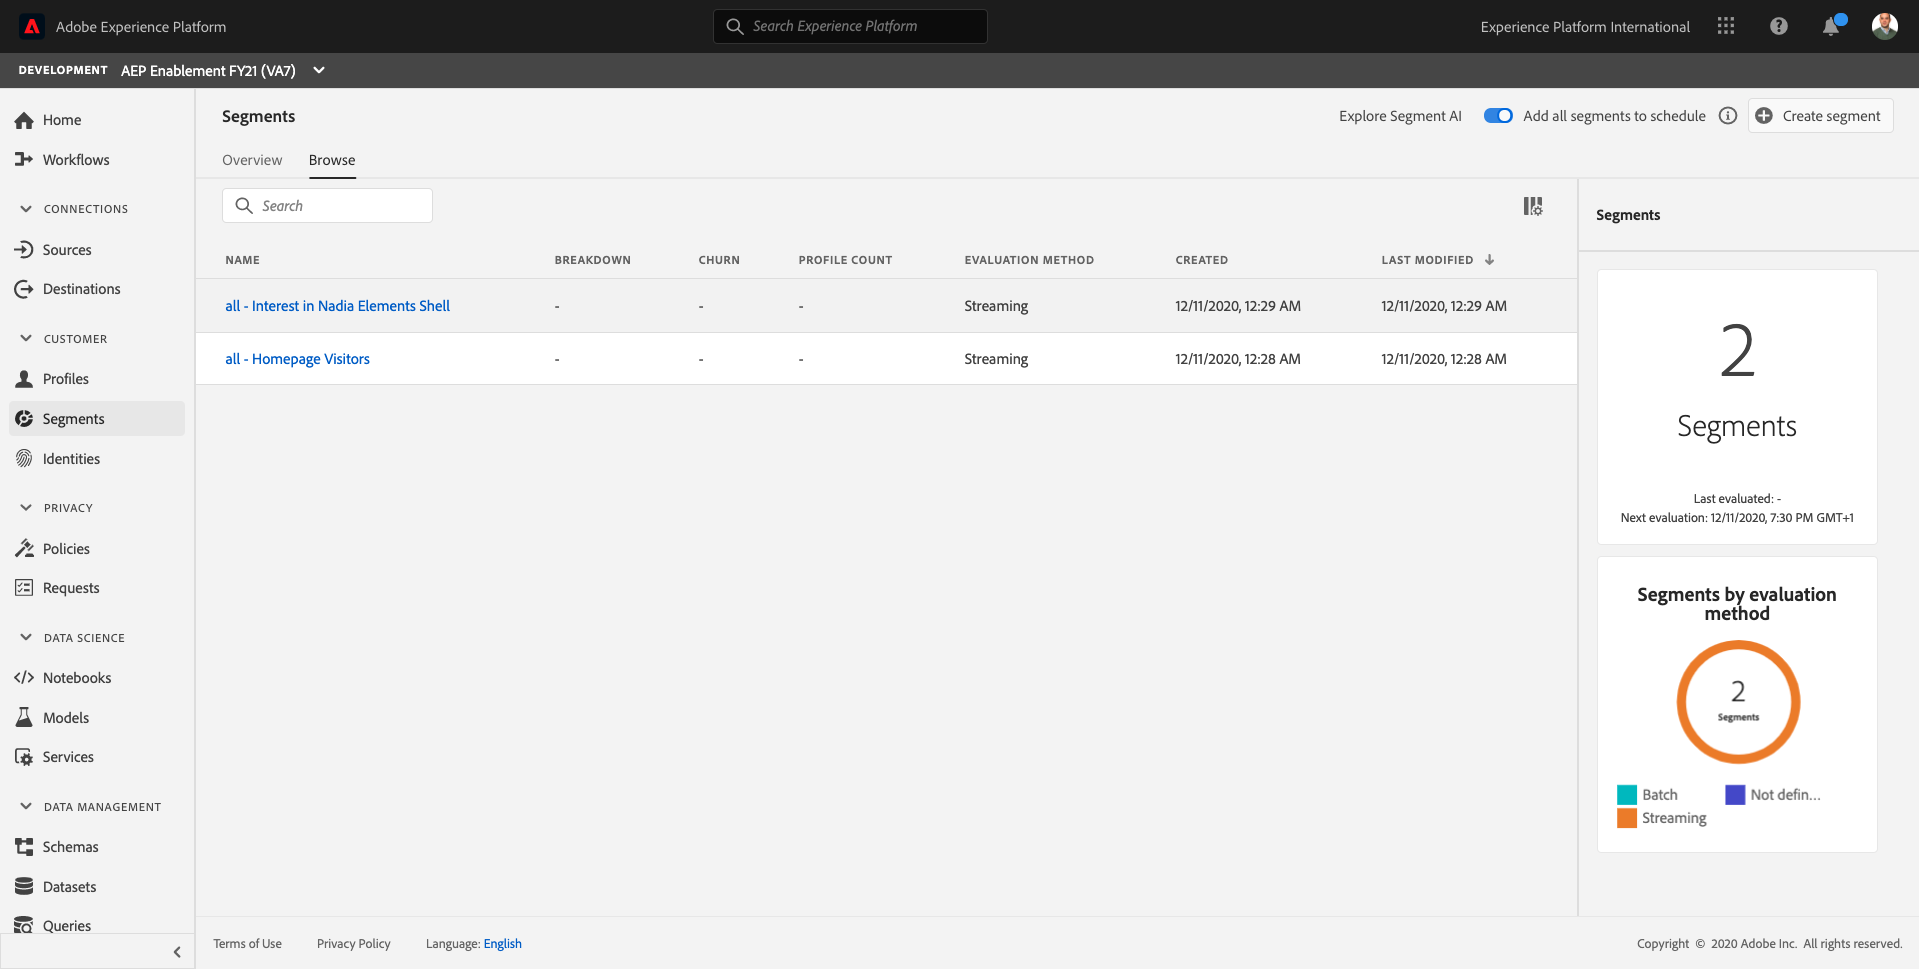 Adobe Experience Platform
Search Experience Platform
Experience Platform International
DEVELOPMENT AEP Enablement FY21 (VA7)
Home
Workflows
CONNECTIONS
Sources
Destinations
CUSTOMER
Profiles
Segments
Identities
PRIVACY
Policies
Requests
DATA SCIENCE
Notebooks
Models
Services
DATA MANAGEMENT
Schemas
Datasets
Queries
Segments
Explore Segment AI
Add all segments to schedule
Create segment
Overview Browse
Search
NAME BREAKDOWN CHURN PROFILE COUNT EVALUATION METHOD CREATED LAST MODIFIED
all - Interest in Nadia Elements Shell - - - Streaming 12/11/2020, 12:29 AM 12/11/2020, 12:29 AM
all - Homepage Visitors - - - Streaming 12/11/2020, 12:28 AM 12/11/2020, 12:28 AM
Segments
2
Segments
Last evaluated: -
Next evaluation: 12/11/2020, 7:30 PM GMT+1
Segments by evaluation
method
2
Segments
Batch Not defin...
Streaming
Terms of Use Privacy Policy Language: English
Copyright © 2020 Adobe Inc. All rights reserved.